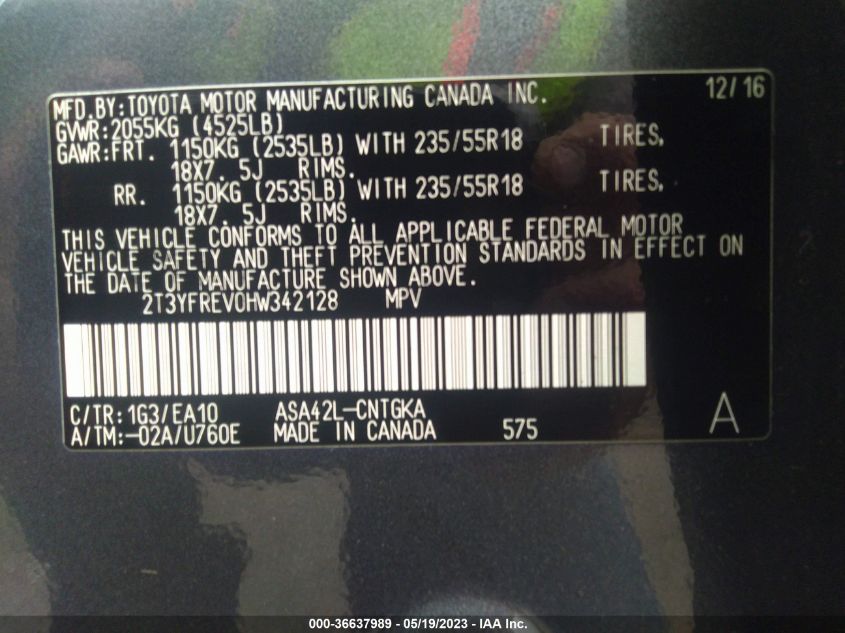 MFD.BY:TOYOTA MOTOR MANUFACTURING CANADA INC. 12/16
GVWR:2055KG (4525LB)
GAWR:FRT. 1150KG (2535LB) WITH 235/55R18 TIRES,
18X7. 5J RIMS.
RR. 1150KG (2535LB) WITH 235/55R18 TIRES,
18X7. 5J RIMS.
THIS VEHICLE CONFORMS TO ALL APPLICABLE FEDERAL MOTOR
VEHICLE SAFETY AND THEFT PREVENTION STANDARDS IN EFFECT ON
THE DATE OF MANUFACTURE SHOWN ABOVE.
2T3YFREV0HW342128 MPV
C/TR:1G3/EA10 ASA42L-CNTGKA
A/TM:-02A/U760E MADE IN CANADA 575 A
000-36637989 - 05/19/2023 - IAA Inc.